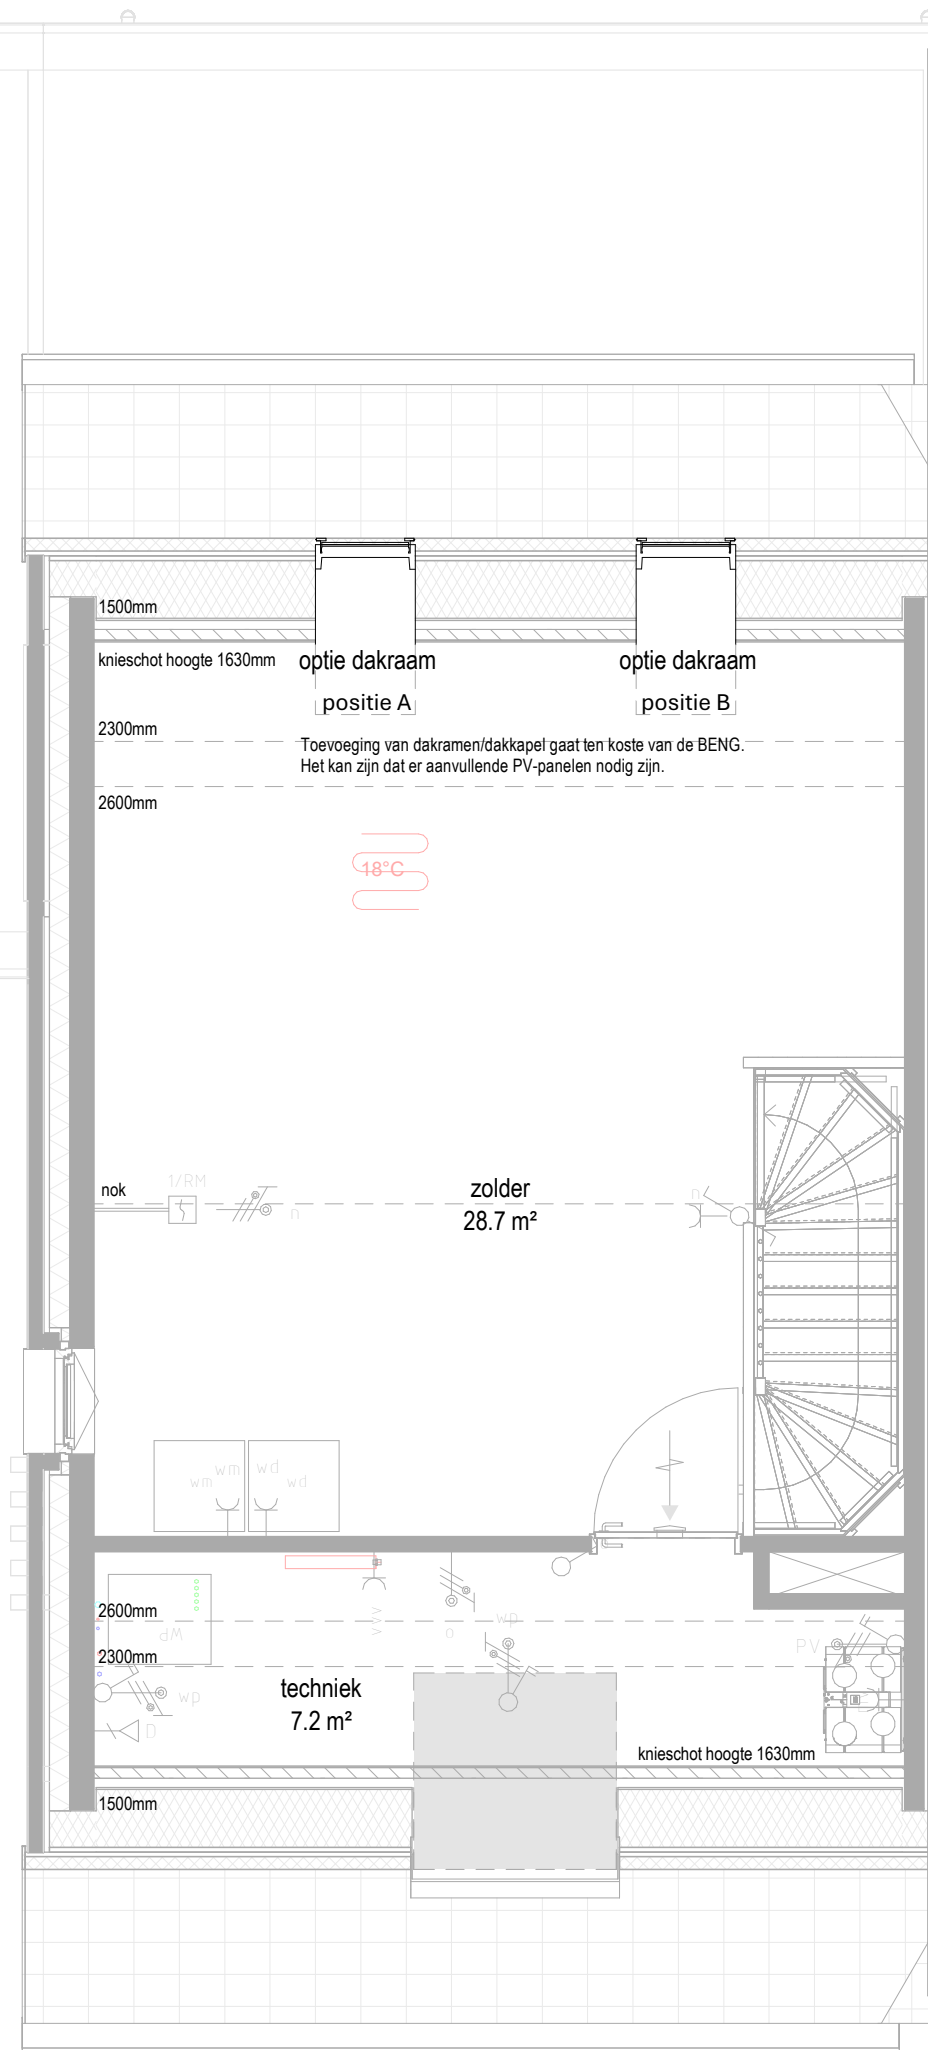 1500mm
knieschot hoogte 1630mm
optie dakraam
optie dakraam
positie A
positie B
2300mm
Toevoeging van dakramen/dakkapel gaat ten koste van de BENG.
Het kan zijn dat er aanvullende PV-panelen nodig zijn.
2600mm
18°C
nok
1/RM
n
zolder
28.7 m²
n
wm
wm
wd
wd
2600mm
WP
vvv
o
wp
PV
2300mm
wp
techniek
7.2 m²
D
knieschot hoogte 1630mm
1500mm